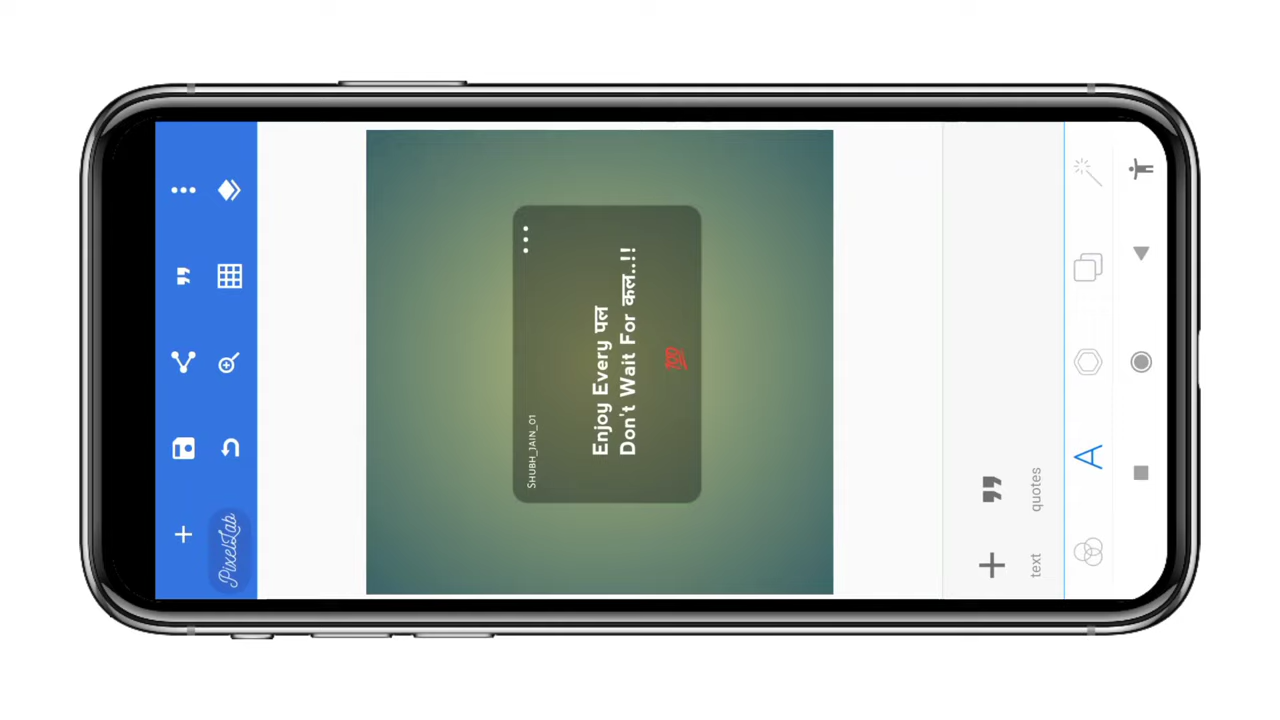 PixelLab
SHUBH_JAIN_01
Enjoy Every पल
Don't Wait For कल..!!
💯
text
quotes